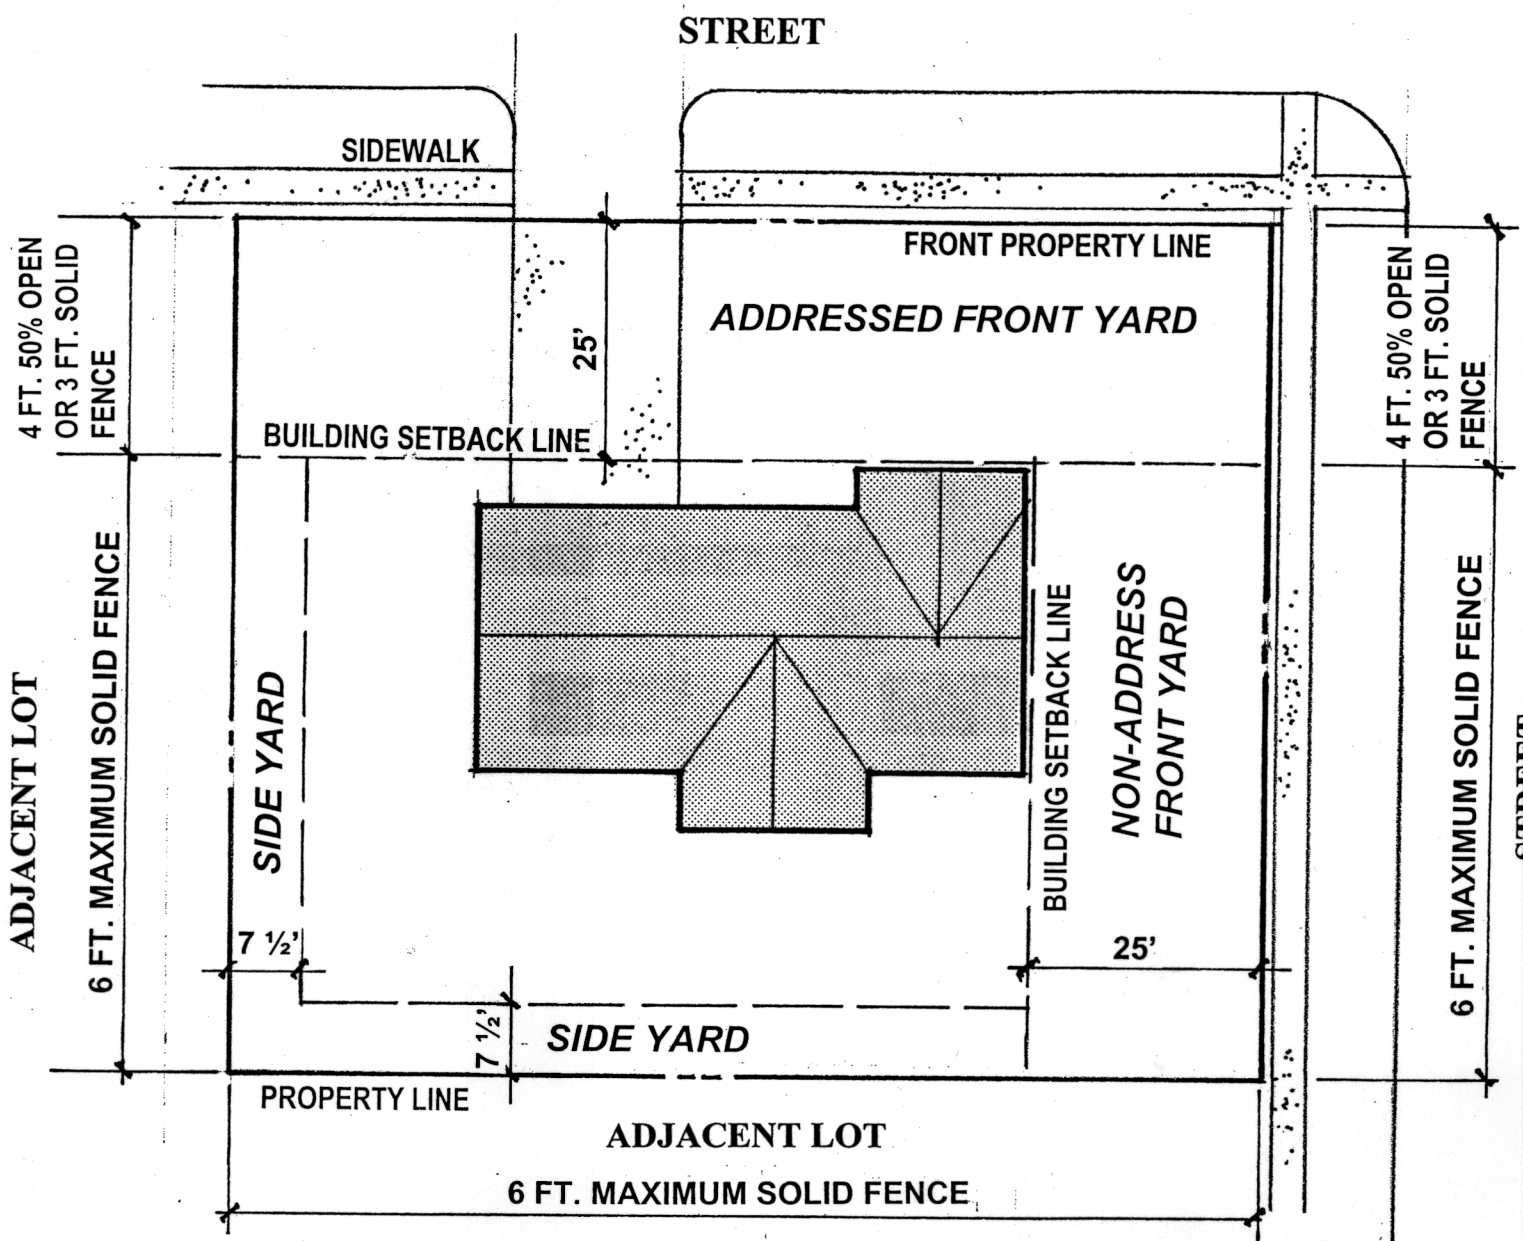 STREET
SIDEWALK
FRONT PROPERTY LINE
4 FT. 50% OPEN
OR 3 FT. SOLID
FENCE
ADDRESSED FRONT YARD
25'
4 FT. 50% OPEN
OR 3 FT. SOLID
FENCE
BUILDING SETBACK LINE
ADJACENT LOT
6 FT. MAXIMUM SOLID FENCE
SIDE YARD
BUILDING SETBACK LINE
NON-ADDRESS
FRONT YARD
6 FT. MAXIMUM SOLID FENCE
STREET
7 ½'
25'
7 ½'
SIDE YARD
PROPERTY LINE
ADJACENT LOT
6 FT. MAXIMUM SOLID FENCE